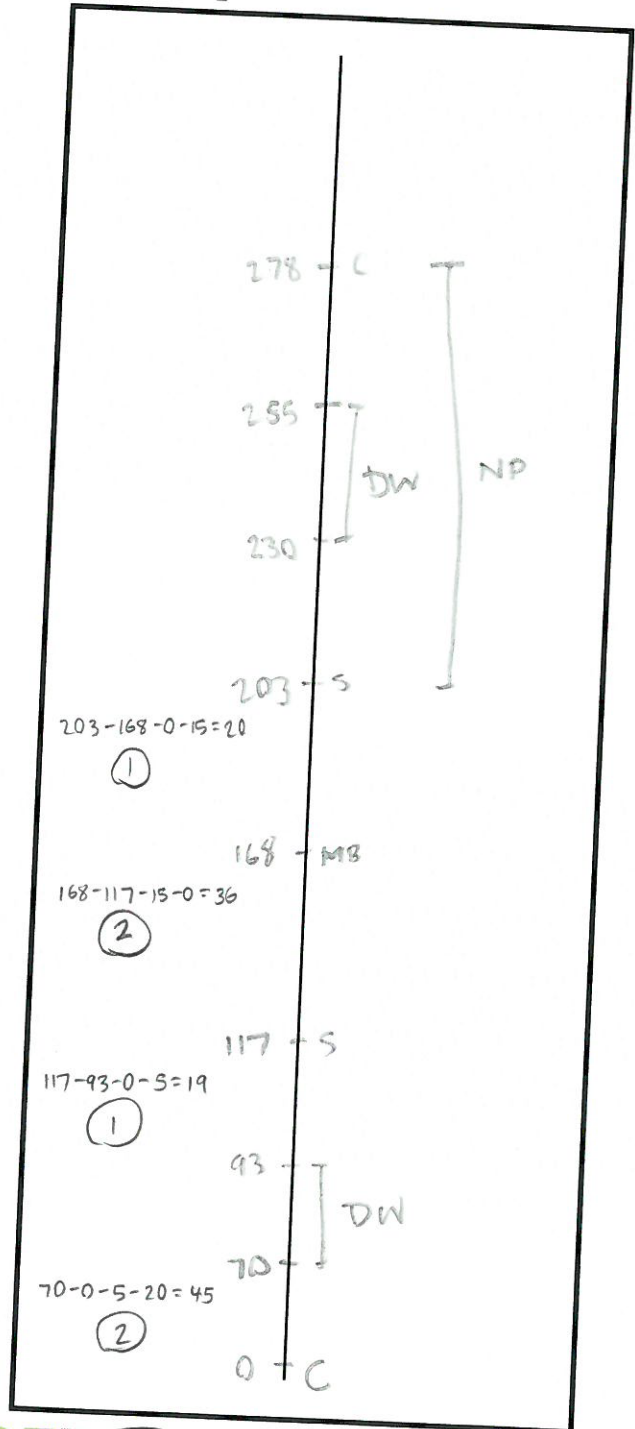 278 C
255
DW NP
230
203 S
203-168-0-15=20
1
168 MB
168-117-15-0=36
2
117 S
117-93-0-5=19
1
93
DW
70
70-0-5-20=45
2
0 C